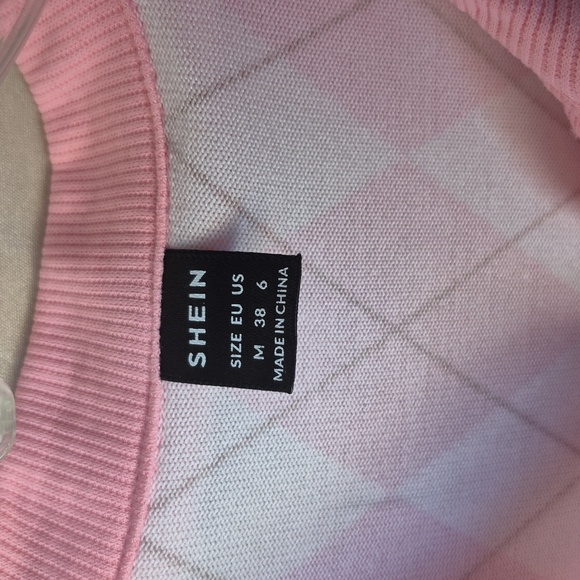 SHEIN
SIZE EU US
M 38 6
MADE IN CHINA